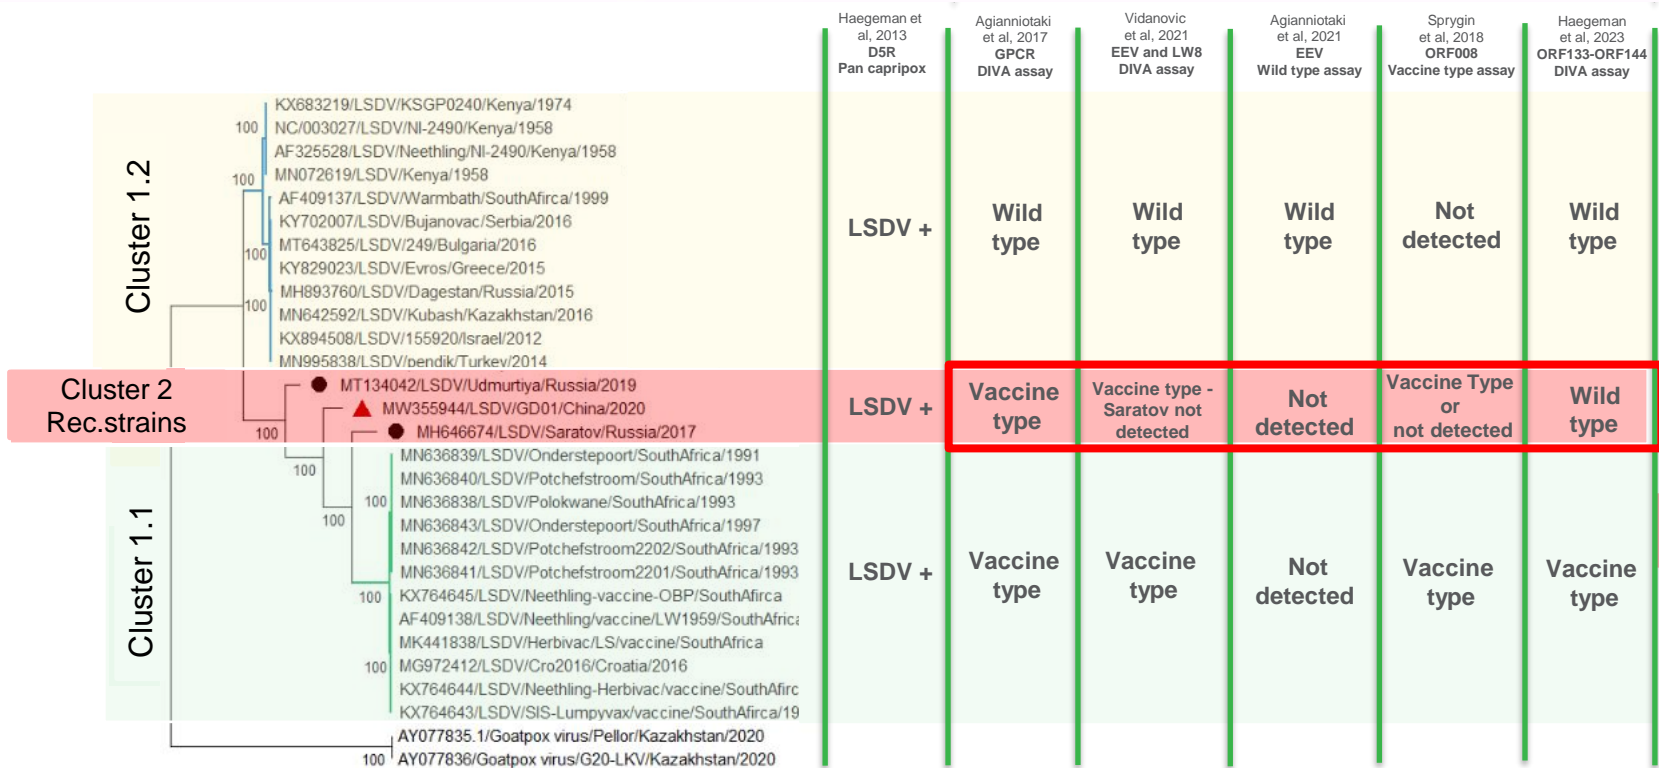 Haegeman et
al, 2013
D5R
Pan capripox
Agianniotaki
et al, 2017
GPCR
DIVA assay
Vidanovic
et al, 2021
EEV and LW8
DIVA assay
Agianniotaki
et al, 2021
EEV
Wild type assay
Sprygin
et al, 2018
ORF008
Vaccine type assay
Haegeman
et al, 2023
ORF133-ORF144
DIVA assay
Cluster 1.2
KX683219/LSDV/KSGP0240/Kenya/1974
NC/003027/LSDV/NI-2490/Kenya/1958
AF325528/LSDV/Neethling/NI-2490/Kenya/1958
MN072619/LSDV/Kenya/1958
AF409137/LSDV/Warmbath/SouthAfirca/1999
KY702007/LSDV/Bujanovac/Serbia/2016
MT643825/LSDV/249/Bulgaria/2016
KY829023/LSDV/Evros/Greece/2015
MH893760/LSDV/Dagestan/Russia/2015
MN642592/LSDV/Kubash/Kazakhstan/2016
KX894508/LSDV/155920/Israel/2012
MN995838/LSDV/pendik/Turkey/2014
100
100
100
100
LSDV +
Wild
type
Wild
type
Wild
type
Not
detected
Wild
type
Cluster 2
Rec.strains
MT134042/LSDV/Udmurtiya/Russia/2019
MW355944/LSDV/GD01/China/2020
MH646674/LSDV/Saratov/Russia/2017
100
LSDV +
Vaccine
type
Vaccine type -
Saratov not
detected
Not
detected
Vaccine Type
or
not detected
Wild
type
Cluster 1.1
MN636839/LSDV/Onderstepoort/SouthAfrica/1991
MN636840/LSDV/Potchefstroom/SouthAfrica/1993
MN636838/LSDV/Polokwane/SouthAfrica/1993
MN636843/LSDV/Onderstepoort/SouthAfrica/1997
MN636842/LSDV/Potchefstroom2202/SouthAfrica/1993
MN636841/LSDV/Potchefstroom2201/SouthAfrica/1993
KX764645/LSDV/Neethling-vaccine-OBP/SouthAfirca
AF409138/LSDV/Neethling/vaccine/LW1959/SouthAfrica
MK441838/LSDV/Herbivac/LS/vaccine/SouthAfrica
MG972412/LSDV/Cro2016/Croatia/2016
KX764644/LSDV/Neethling-Herbivac/vaccine/SouthAfirc
KX764643/LSDV/SIS-Lumpyvax/vaccine/SouthAfirca/19
100
100
100
100
100
LSDV +
Vaccine
type
Vaccine
type
Not
detected
Vaccine
type
Vaccine
type
AY077835.1/Goatpox virus/Pellor/Kazakhstan/2020
AY077836/Goatpox virus/G20-LKV/Kazakhstan/2020
100